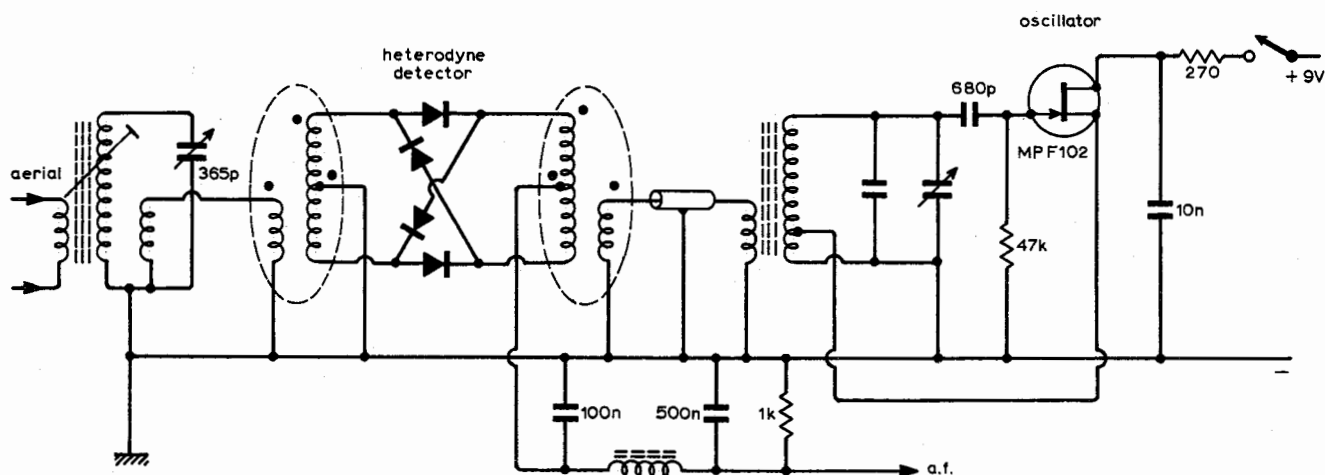 oscillator
heterodyne
detector
270
+ 9V
680p
MPF102
aerial
365p
10n
47k
100n
500n
1k
–
a.f.